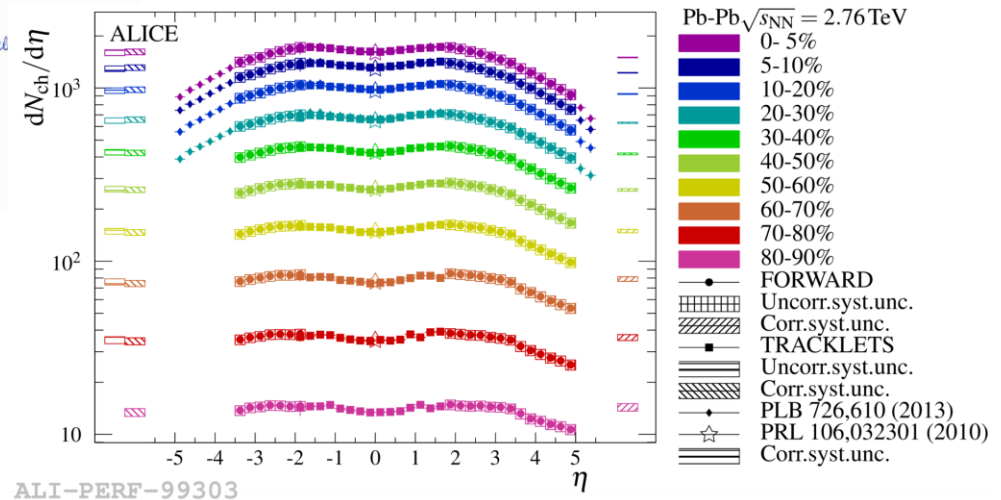 ALICE
dN_ch/dη
10³
10²
10
-5 -4 -3 -2 -1 0 1 2 3 4 5
η
Pb-Pb√s_NN = 2.76 TeV
0- 5%
5-10%
10-20%
20-30%
30-40%
40-50%
50-60%
60-70%
70-80%
80-90%
FORWARD
Uncorr.syst.unc.
Corr.syst.unc.
TRACKLETS
Uncorr.syst.unc.
Corr.syst.unc.
PLB 726,610 (2013)
PRL 106,032301 (2010)
Corr.syst.unc.
ALI-PERF-99303